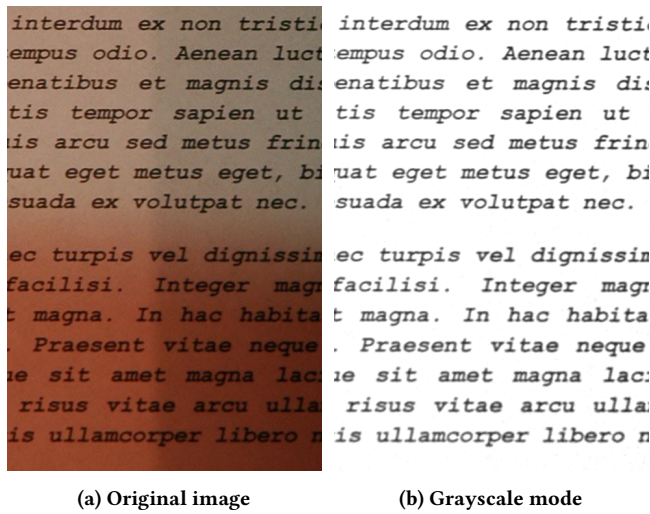 interdum ex non tristi
empus odio. Aenean luct
enatibus et magnis dis
tis tempor sapien ut
is arcu sed metus frin
uat eget metus eget, bi
suada ex volutpat nec.
ec turpis vel dignissim
facilisi. Integer magn
t magna. In hac habita
. Praesent vitae neque
ue sit amet magna laci
risus vitae arcu ulla
is ullamcorper libero n
(a) Original image
interdum ex non tristi
empus odio. Aenean luct
enatibus et magnis dis
tis tempor sapien ut
is arcu sed metus frin
uat eget metus eget, bi
suada ex volutpat nec.
ec turpis vel dignissim
facilisi. Integer magn
t magna. In hac habita
. Praesent vitae neque
ue sit amet magna laci
risus vitae arcu ulla
is ullamcorper libero n
(b) Grayscale mode